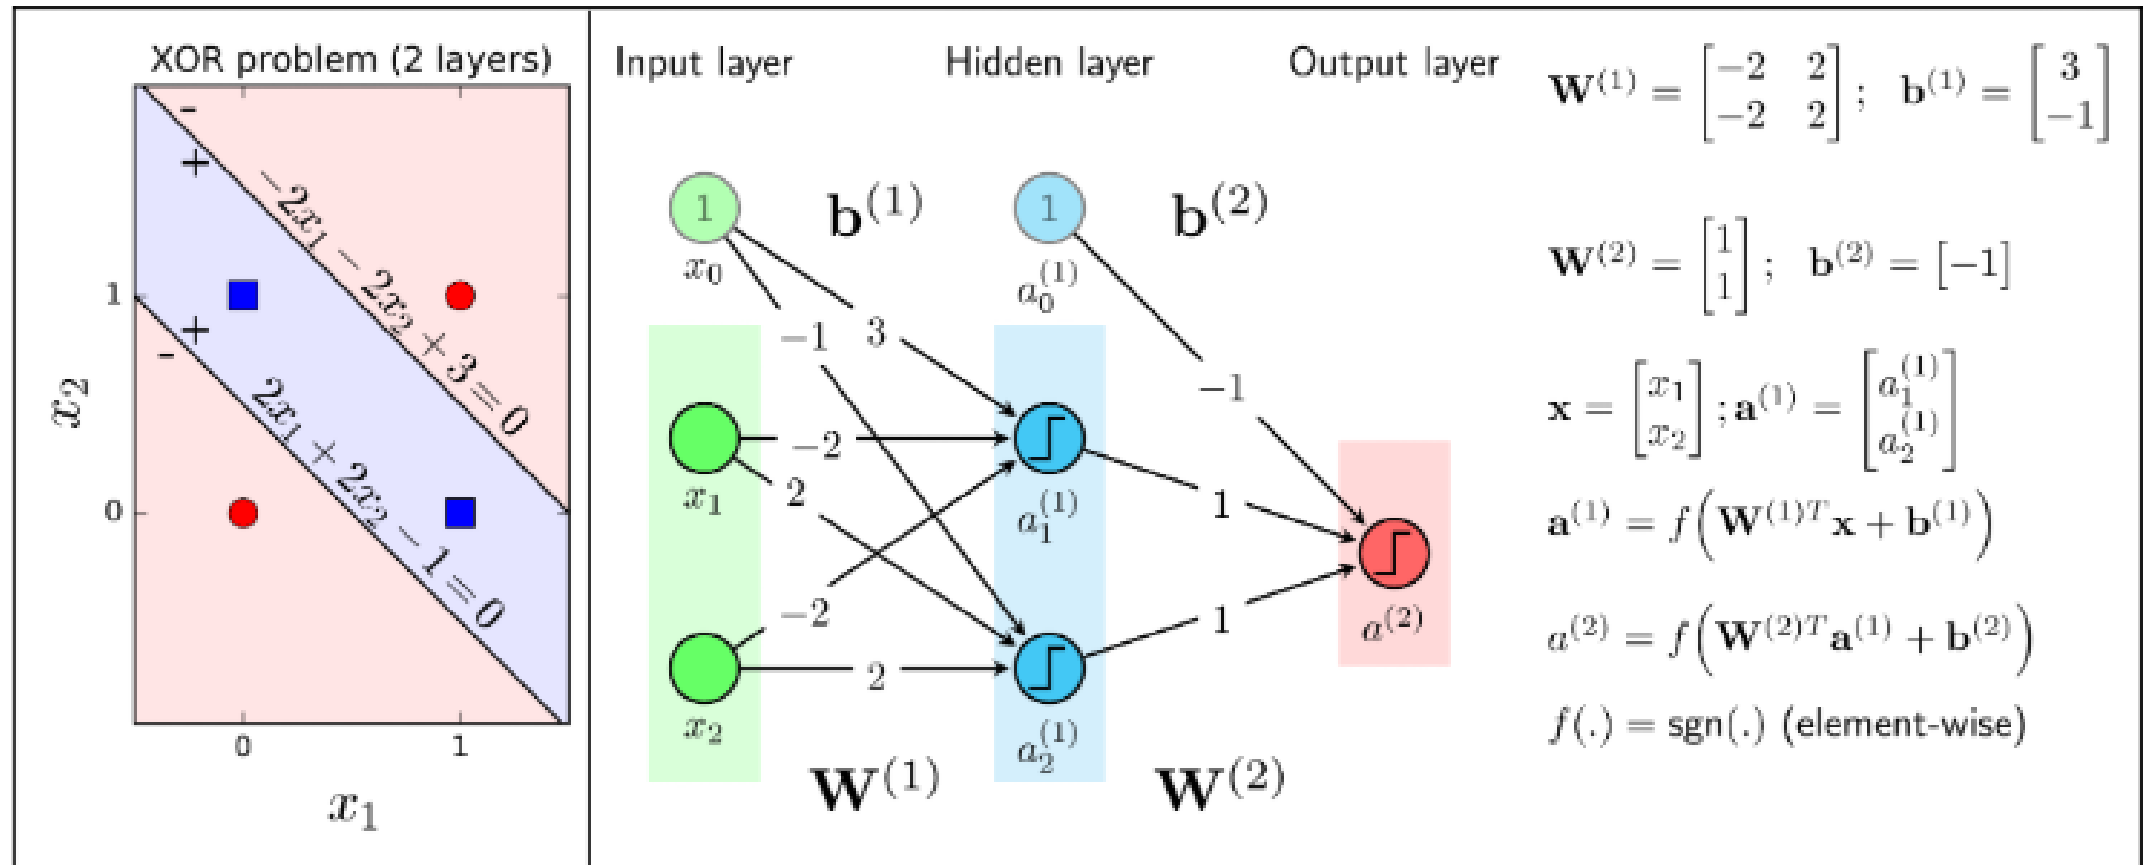 XOR problem (2 layers)
-
+
−2x₁ − 2x₂ + 3 = 0
1
+
-
2x₁ + 2x₂ − 1 = 0
x₂
0
0 1
x₁
Input layer Hidden layer Output layer
1 b⁽¹⁾ 1 b⁽²⁾
x₀ a₀⁽¹⁾
−1 3
−1
−2
x₁ 2 a₁⁽¹⁾ 1
a⁽²⁾
−2 1
2
x₂ a₂⁽¹⁾
W⁽¹⁾ W⁽²⁾
W⁽¹⁾ = [−2 2; −2 2]; b⁽¹⁾ = [3; −1]
W⁽²⁾ = [1; 1]; b⁽²⁾ = [−1]
x = [x₁; x₂]; a⁽¹⁾ = [a₁⁽¹⁾; a₂⁽¹⁾]
a⁽¹⁾ = f(W⁽¹⁾ᵀx + b⁽¹⁾)
a⁽²⁾ = f(W⁽²⁾ᵀa⁽¹⁾ + b⁽²⁾)
f(.) = sgn(.) (element-wise)